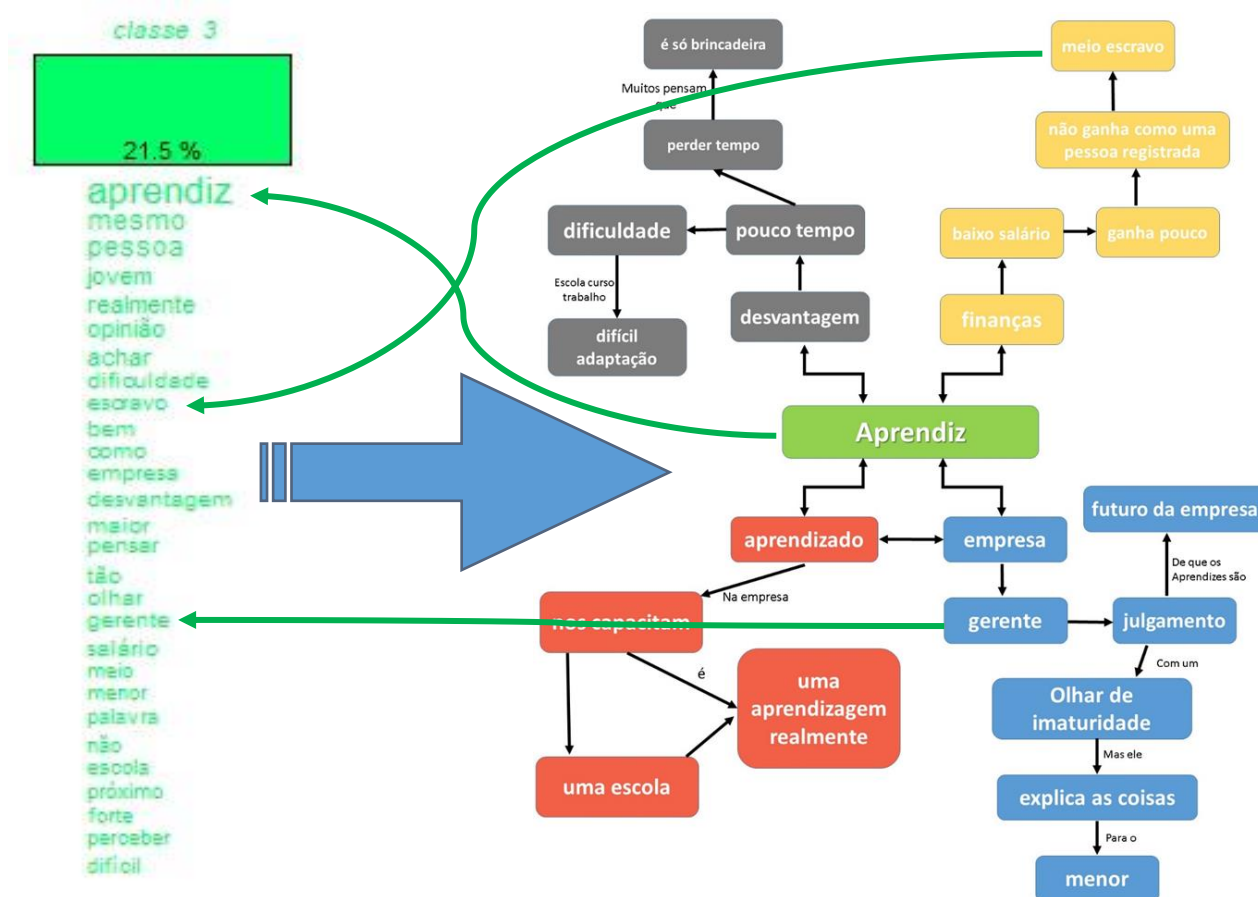 classe 3
21.5 %
aprendiz
mesmo
pessoa
jovem
realmente
opinião
achar
dificuldade
escravo
bem
como
empresa
desvantagem
maior
pensar
tão
olhar
gerente
salário
meio
menor
palavra
não
escola
próximo
forte
perceber
difícil
é só brincadeira
Muitos pensam
que
perder tempo
dificuldade
pouco tempo
Escola curso
trabalho
difícil
adaptação
desvantagem
meio escravo
não ganha como uma
pessoa registrada
baixo salário
ganha pouco
finanças
Aprendiz
aprendizado
Na empresa
nos capacitam
é
uma
aprendizagem
realmente
uma escola
empresa
gerente
julgamento
De que os
Aprendizes são
futuro da empresa
Com um
Olhar de
imaturidade
Mas ele
explica as coisas
Para o
menor